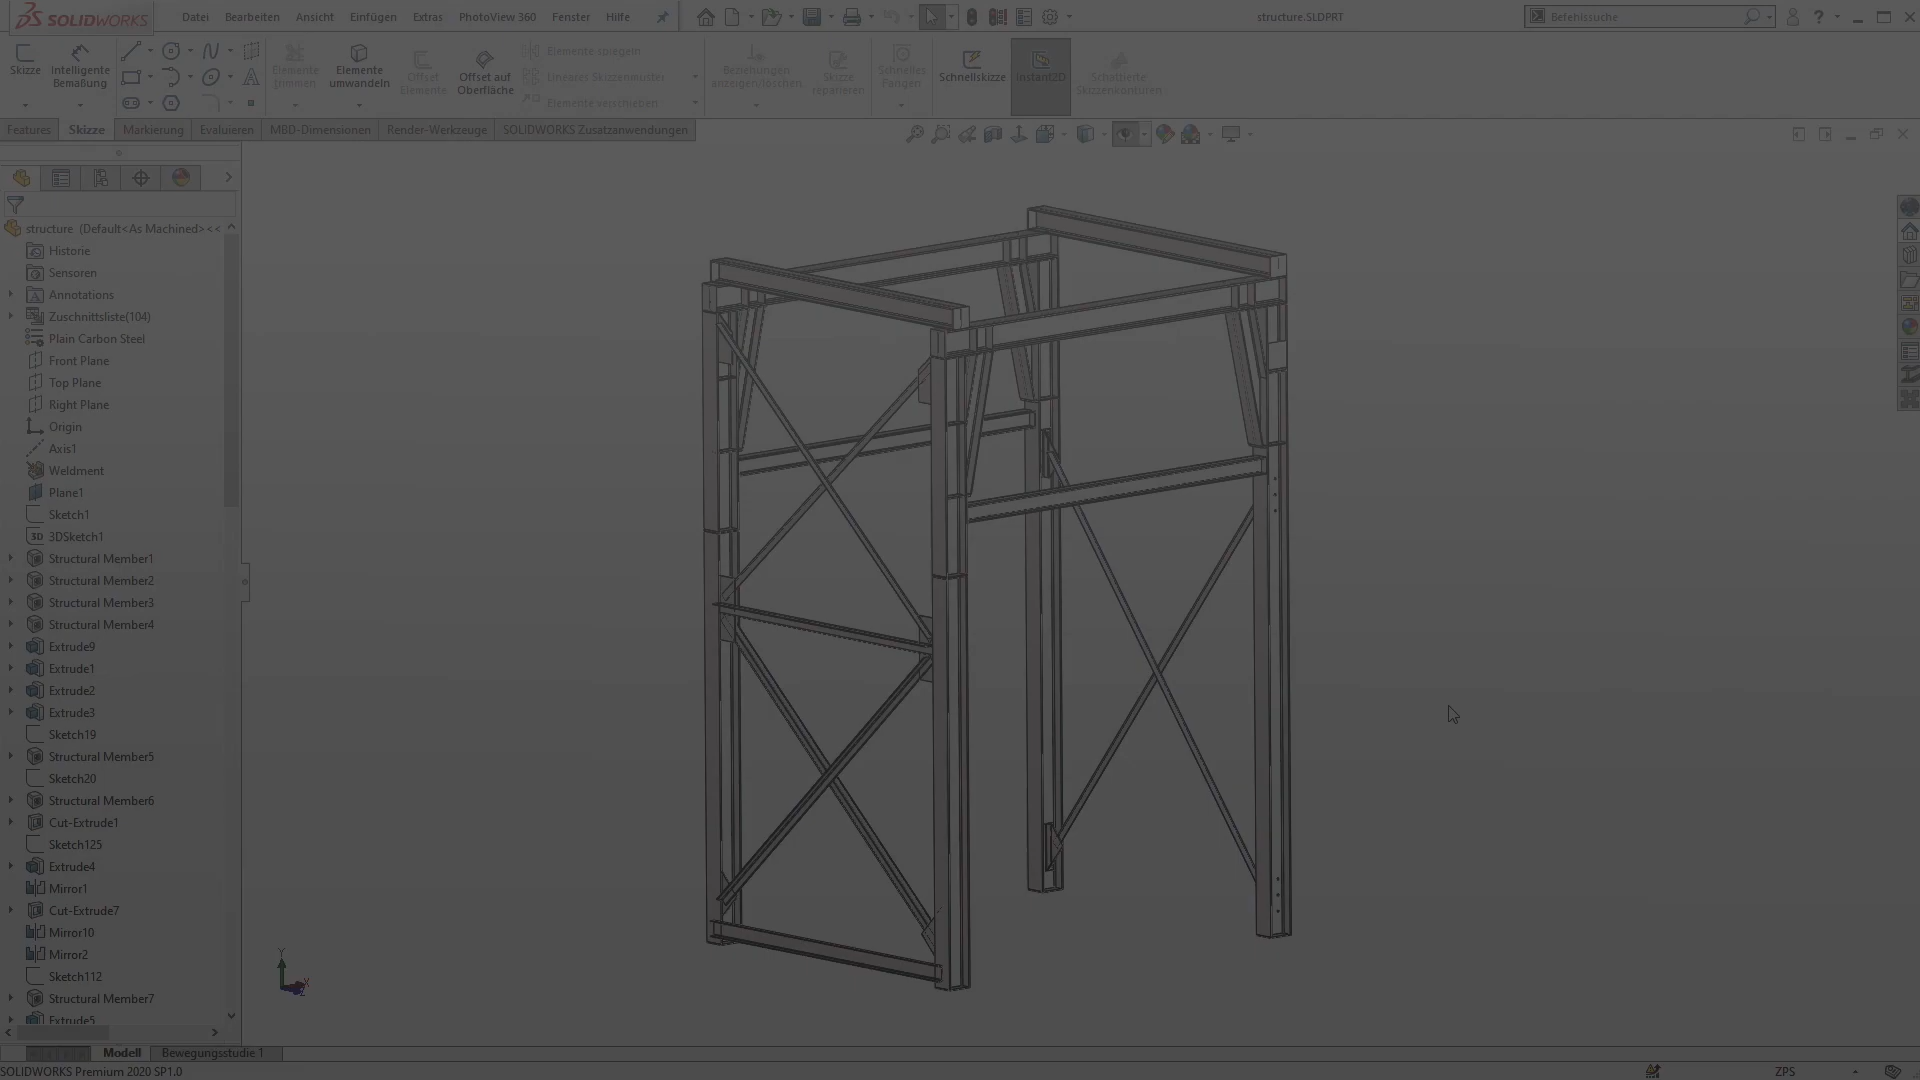 SOLIDWORKS Datei Bearbeiten Ansicht Einfügen Extras PhotoView 360 Fenster Hilfe structure.SLDPRT Befehlssuche
Skizze
Intelligente Bemaßung
Elemente trimmen
Elemente umwandeln
Offset Elemente
Offset auf Oberfläche
Elemente spiegeln
Lineares Skizzenmuster
Elemente verschieben
Beziehungen anzeigen/löschen
Skizze reparieren
Schnelles Fangen
Schnellskizze
Instant2D
Schattierte Skizzenkonturen
Features Skizze Markierung Evaluieren MBD-Dimensionen Render-Werkzeuge SOLIDWORKS Zusatzanwendungen
structure (Default<As Machined><<
Historie
Sensoren
Annotations
Zuschnittsliste(104)
Plain Carbon Steel
Front Plane
Top Plane
Right Plane
Origin
Axis1
Weldment
Plane1
Sketch1
3D 3DSketch1
Structural Member1
Structural Member2
Structural Member3
Structural Member4
Extrude9
Extrude1
Extrude2
Extrude3
Sketch19
Structural Member5
Sketch20
Structural Member6
Cut-Extrude1
Sketch125
Extrude4
Mirror1
Cut-Extrude7
Mirror10
Mirror2
Sketch112
Structural Member7
Extrude5
Y
X
Z
Modell Bewegungsstudie 1
SOLIDWORKS Premium 2020 SP1.0 ZPS